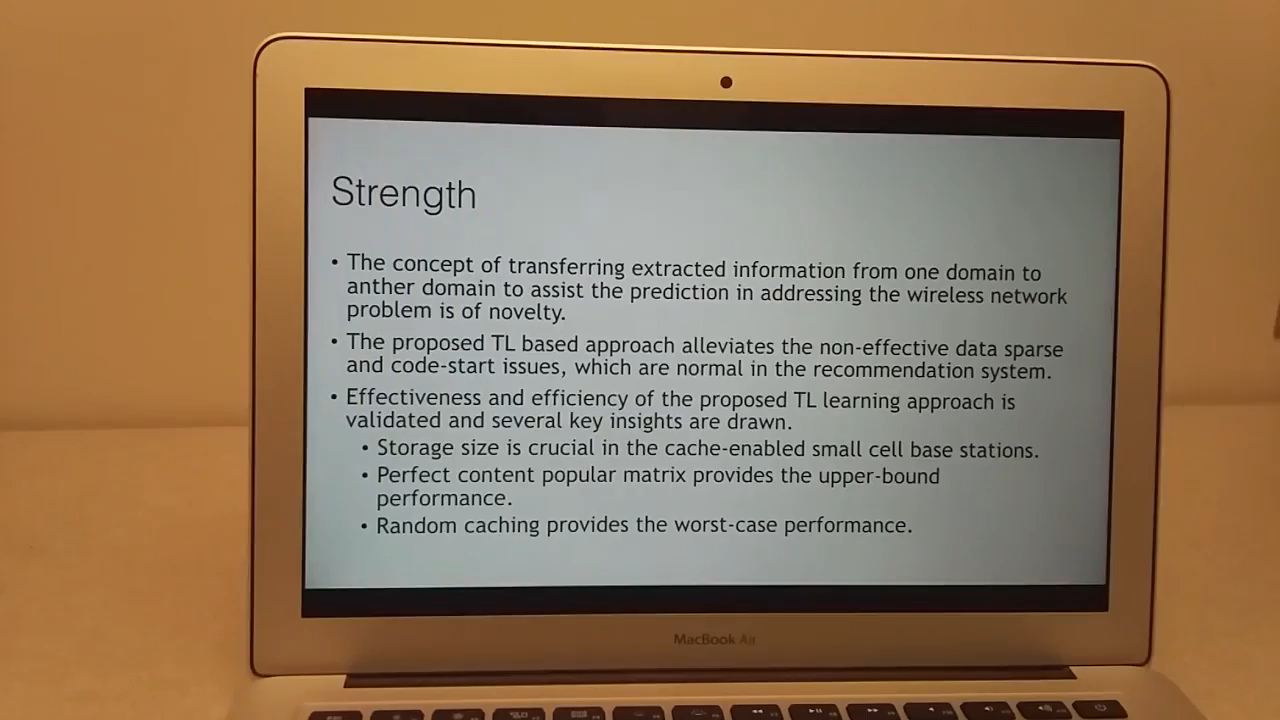 Strength
• The concept of transferring extracted information from one domain to
anther domain to assist the prediction in addressing the wireless network
problem is of novelty.
• The proposed TL based approach alleviates the non-effective data sparse
and code-start issues, which are normal in the recommendation system.
• Effectiveness and efficiency of the proposed TL learning approach is
validated and several key insights are drawn.
• Storage size is crucial in the cache-enabled small cell base stations.
• Perfect content popular matrix provides the upper-bound
performance.
• Random caching provides the worst-case performance.
MacBook Air